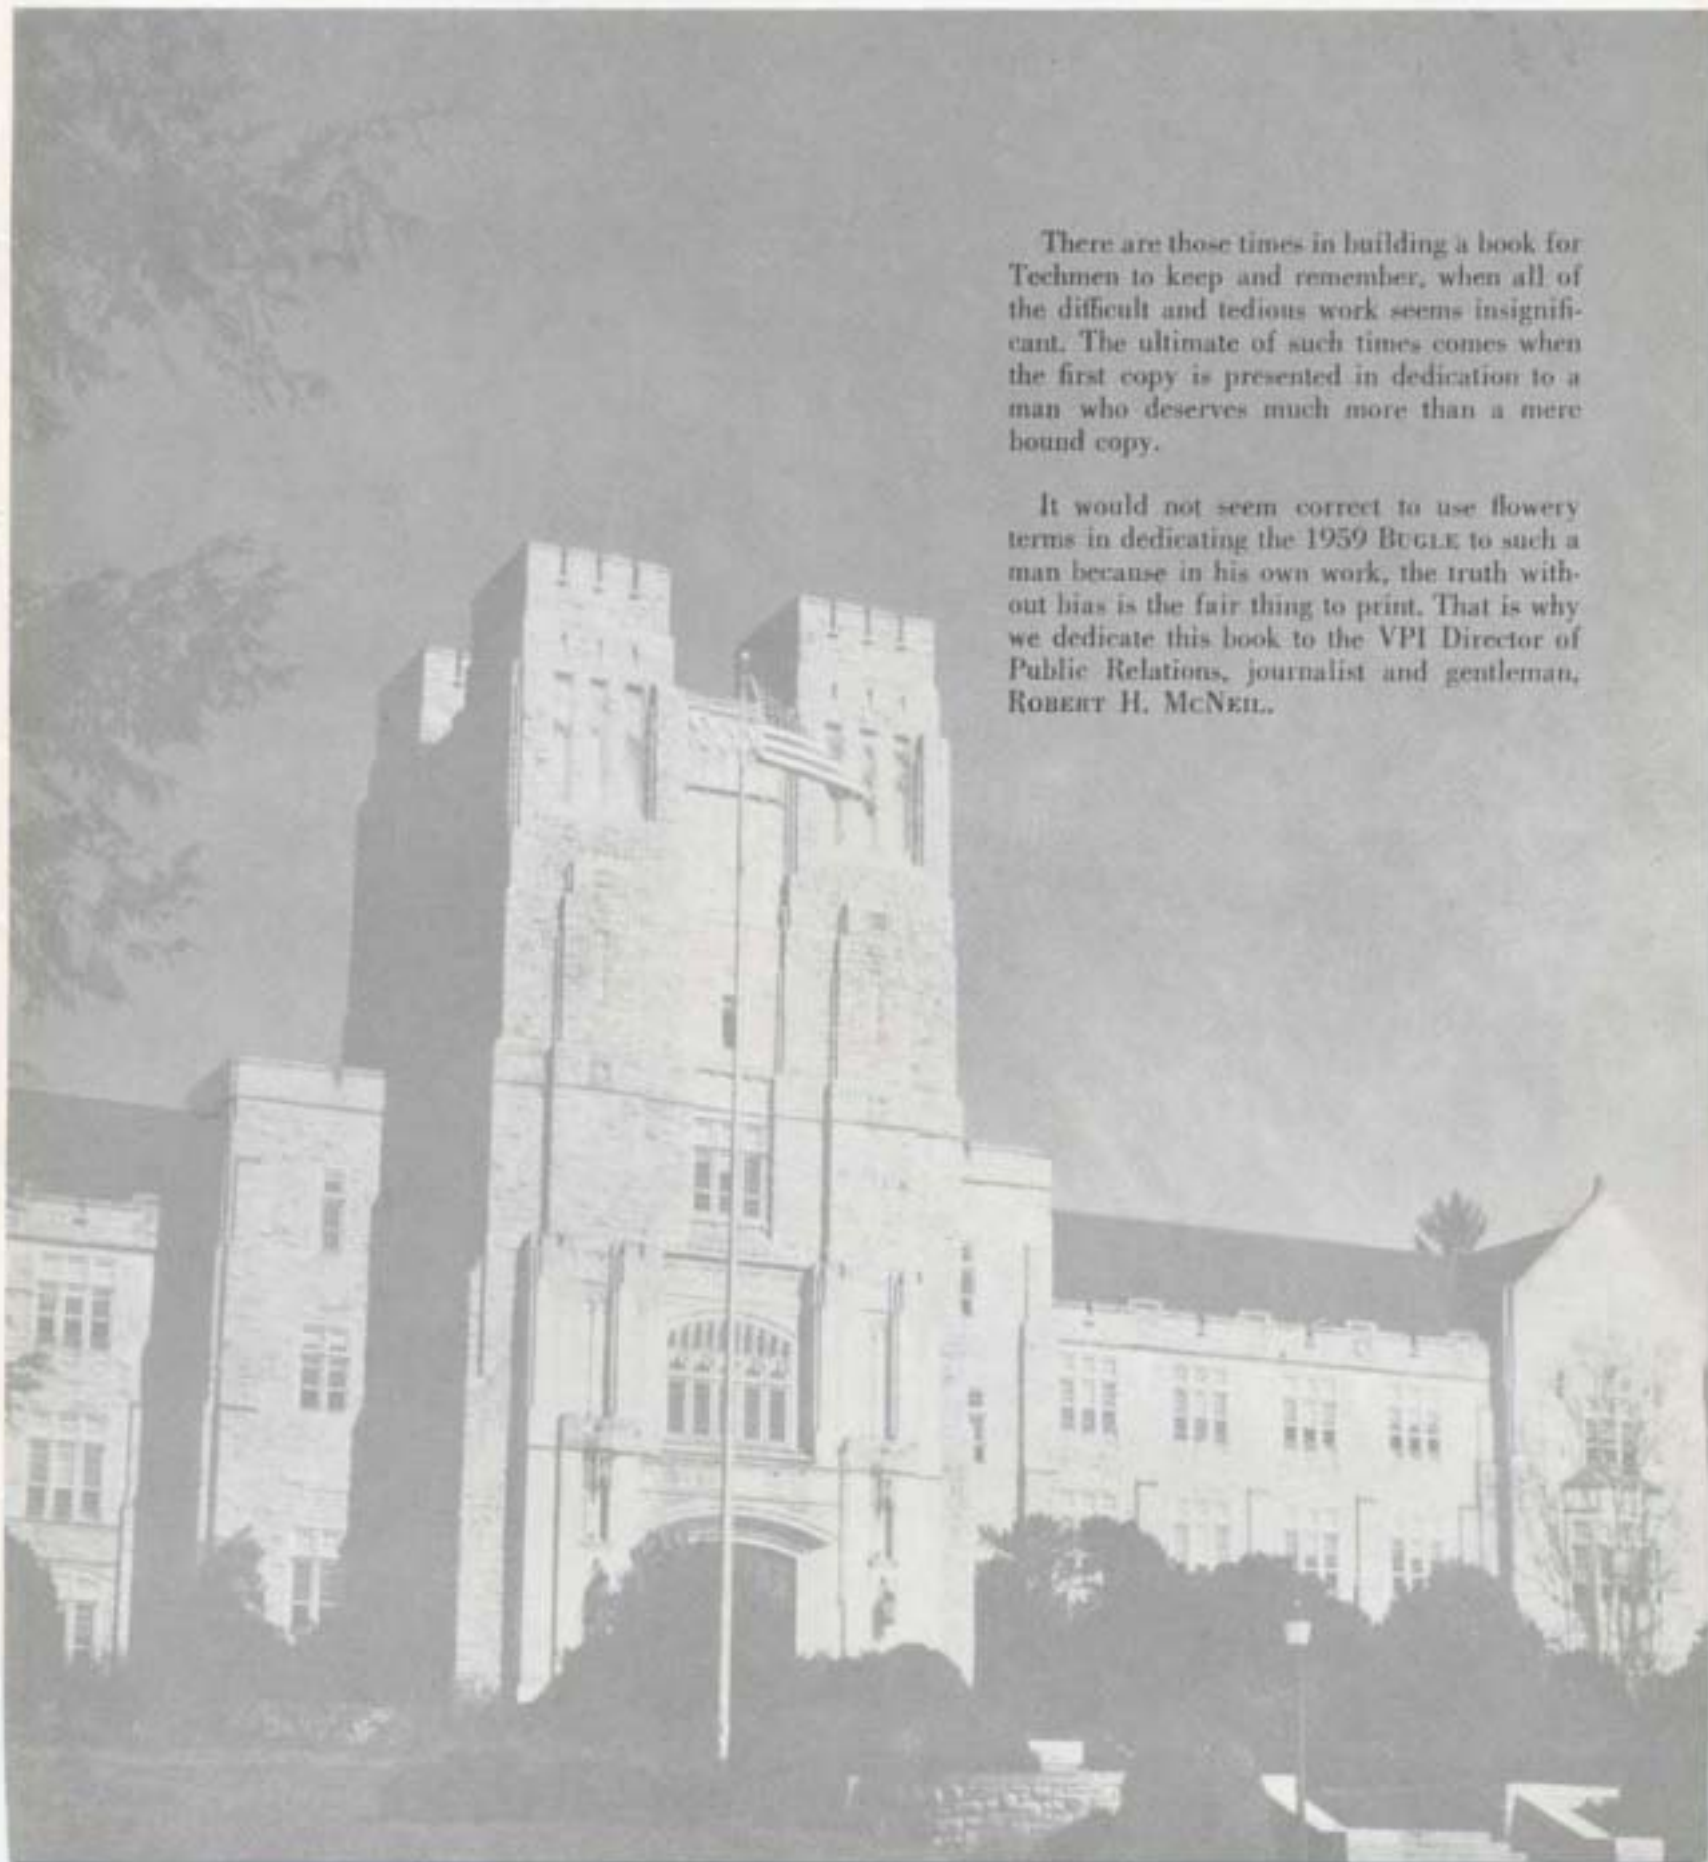 There are those times in building a book for
Techmen to keep and remember, when all of
the difficult and tedious work seems insignifi-
cant. The ultimate of such times comes when
the first copy is presented in dedication to a
man who deserves much more than a mere
bound copy.
It would not seem correct to use flowery
terms in dedicating the 1959 BUGLE to such a
man because in his own work, the truth with-
out bias is the fair thing to print. That is why
we dedicate this book to the VPI Director of
Public Relations, journalist and gentleman,
ROBERT H. MCNEIL.